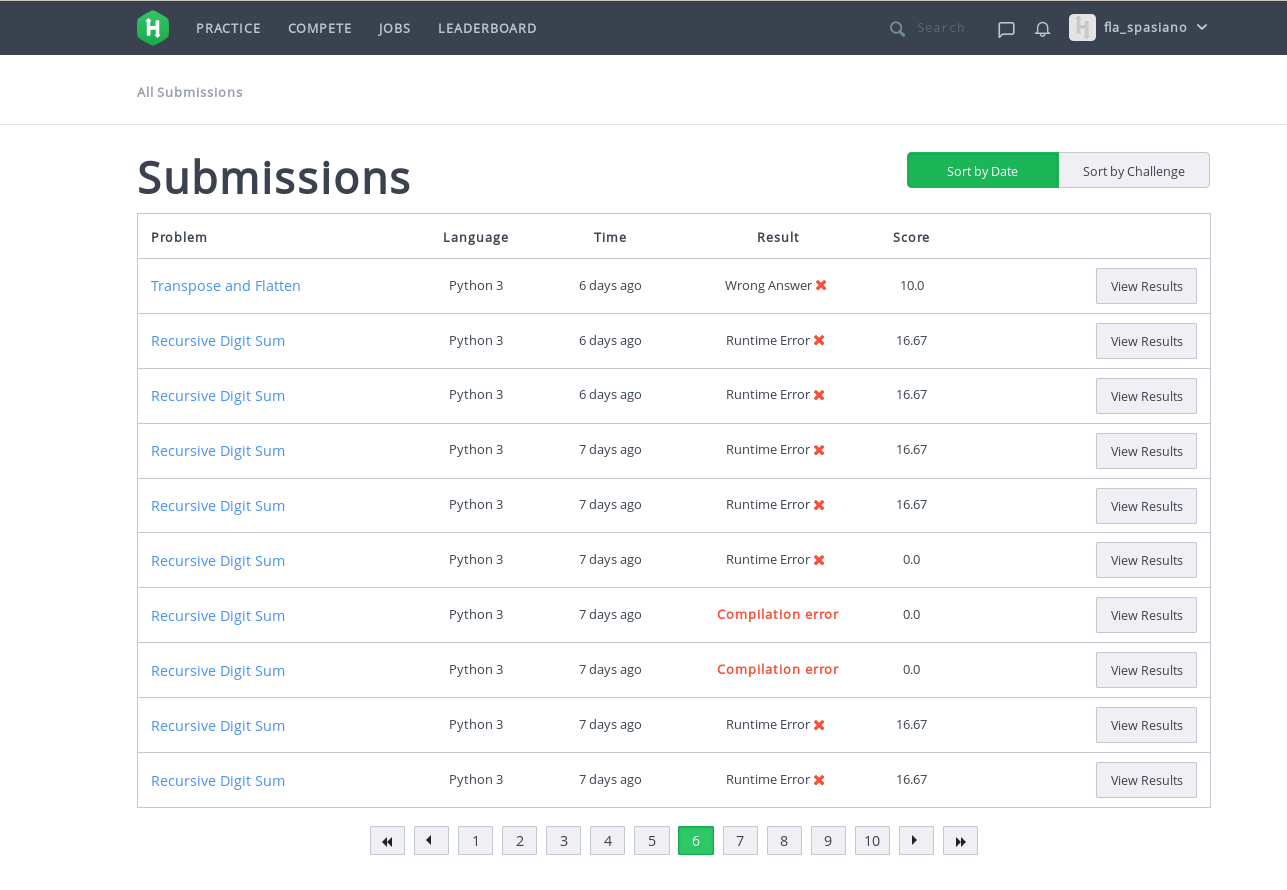 PRACTICE COMPETE JOBS LEADERBOARD Search fla_spasiano
All Submissions
Submissions Sort by Date Sort by Challenge
Problem Language Time Result Score
Transpose and Flatten Python 3 6 days ago Wrong Answer 10.0 View Results
Recursive Digit Sum Python 3 6 days ago Runtime Error 16.67 View Results
Recursive Digit Sum Python 3 6 days ago Runtime Error 16.67 View Results
Recursive Digit Sum Python 3 7 days ago Runtime Error 16.67 View Results
Recursive Digit Sum Python 3 7 days ago Runtime Error 16.67 View Results
Recursive Digit Sum Python 3 7 days ago Runtime Error 0.0 View Results
Recursive Digit Sum Python 3 7 days ago Compilation error 0.0 View Results
Recursive Digit Sum Python 3 7 days ago Compilation error 0.0 View Results
Recursive Digit Sum Python 3 7 days ago Runtime Error 16.67 View Results
Recursive Digit Sum Python 3 7 days ago Runtime Error 16.67 View Results
1 2 3 4 5 6 7 8 9 10